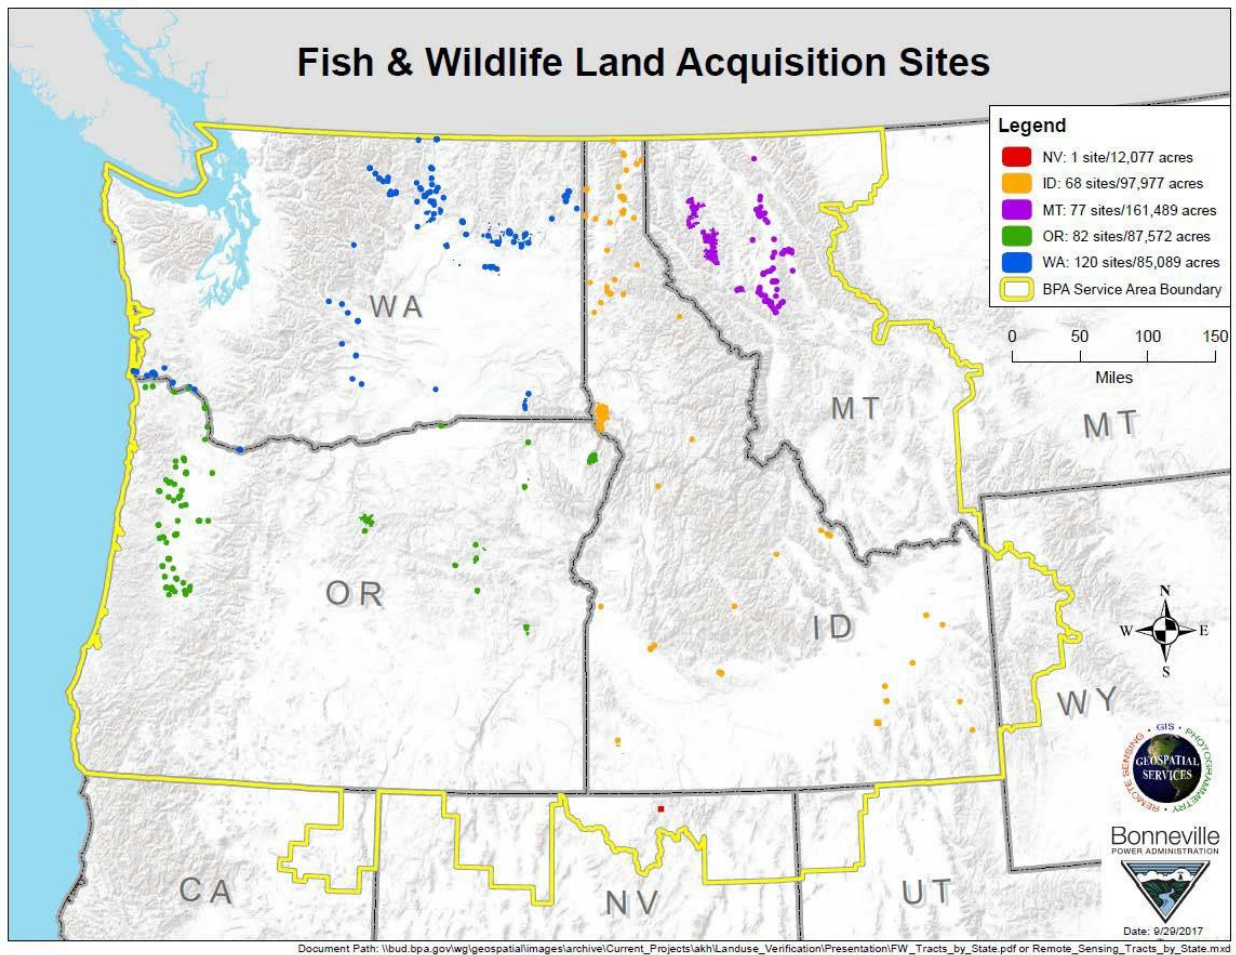 Fish & Wildlife Land Acquisition Sites
Legend
NV: 1 site/12,077 acres
ID: 68 sites/97,977 acres
MT: 77 sites/161,489 acres
OR: 82 sites/87,572 acres
WA: 120 sites/85,089 acres
BPA Service Area Boundary
0 50 100 150
Miles
WA
MT
MT
OR
ID
N
W E
S
WY
REMOTE SENSING · GIS · PHOTOGRAMMETRY
GEOSPATIAL
SERVICES
Bonneville
POWER ADMINISTRATION
CA
NV
UT
Date: 9/29/2017
Document Path: \\bud.bpa.gov\wg\geospatial\images\archive\Current_Projects\akh\Landuse_Verification\Presentation\FW_Tracts_by_State.pdf or Remote_Sensing_Tracts_by_State.mxd